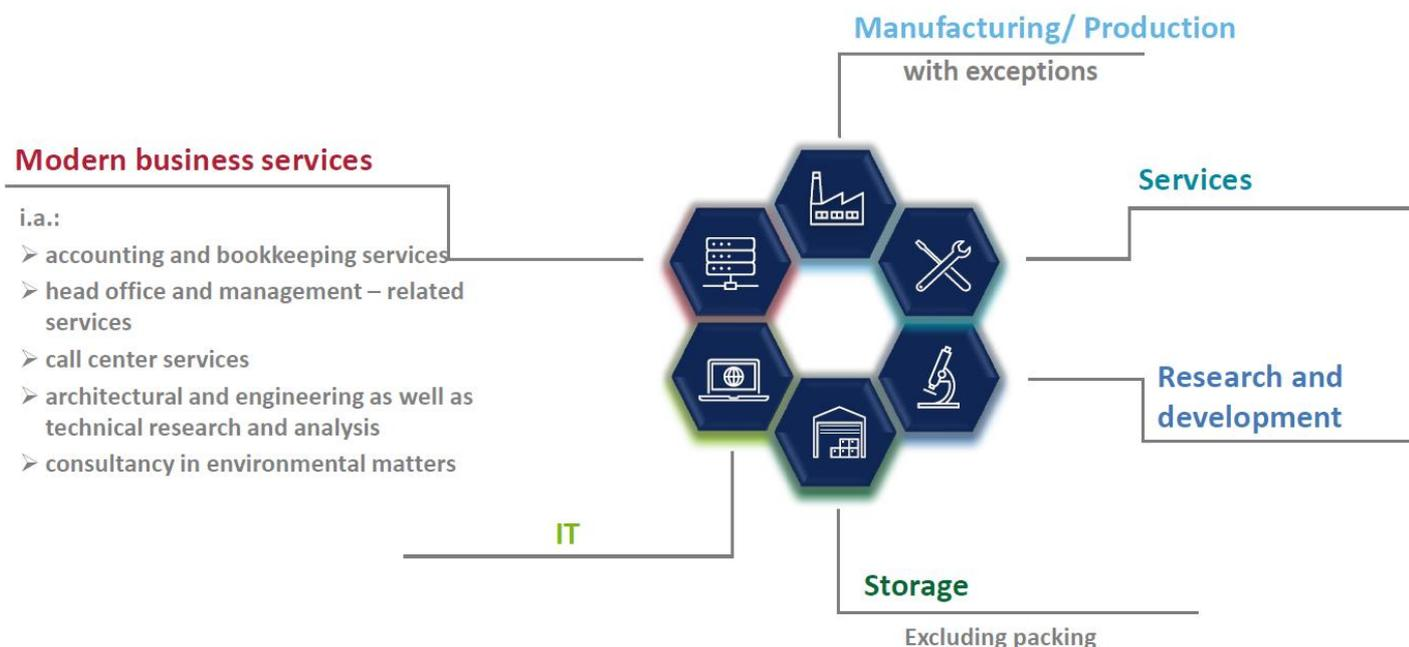 Manufacturing/ Production
with exceptions
Modern business services
i.a.:
➢ accounting and bookkeeping services
➢ head office and management – related
services
➢ call center services
➢ architectural and engineering as well as
technical research and analysis
➢ consultancy in environmental matters
Services
Research and
development
IT
Storage
Excluding packing